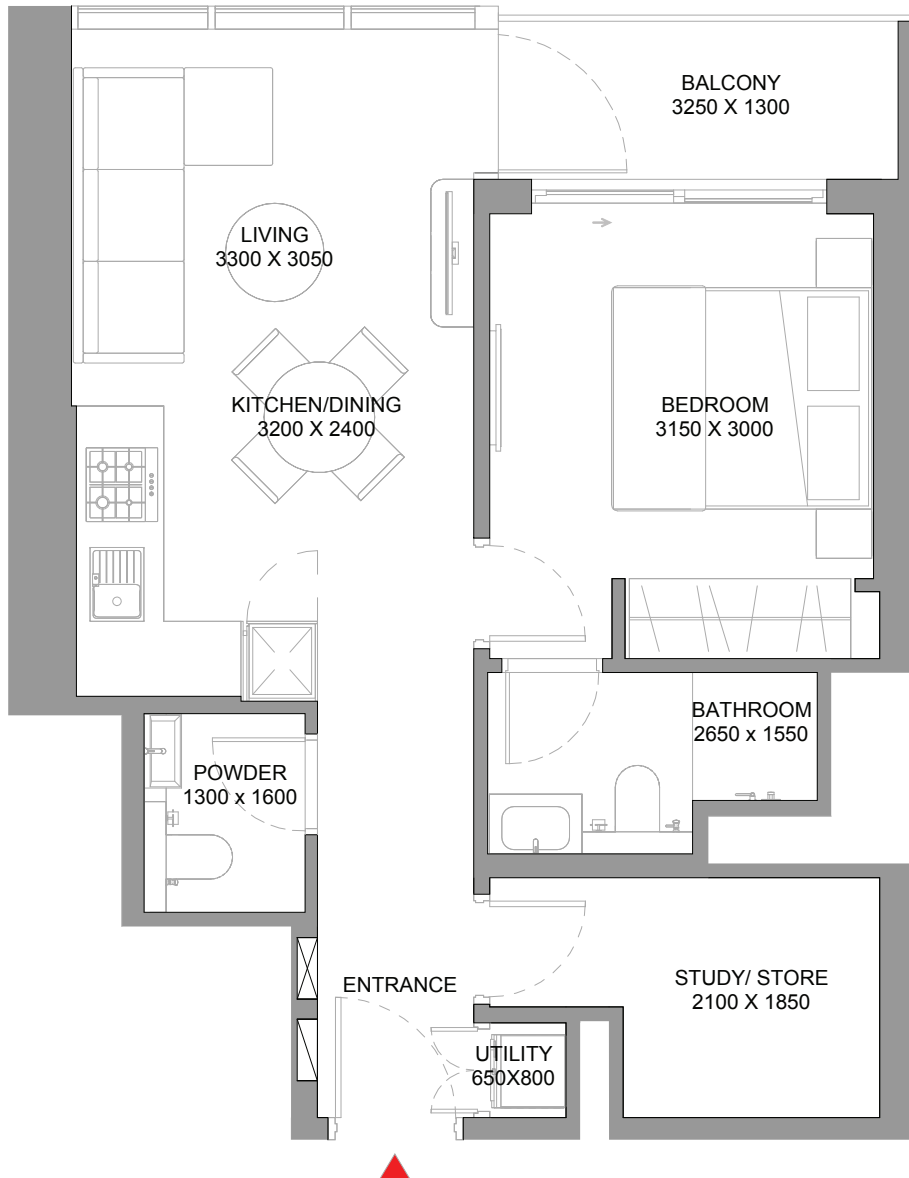 BALCONY
3250 X 1300
LIVING
3300 X 3050
KITCHEN/DINING
3200 X 2400
BEDROOM
3150 X 3000
BATHROOM
2650 x 1550
POWDER
1300 x 1600
ENTRANCE
STUDY/ STORE
2100 X 1850
UTILITY
650X800